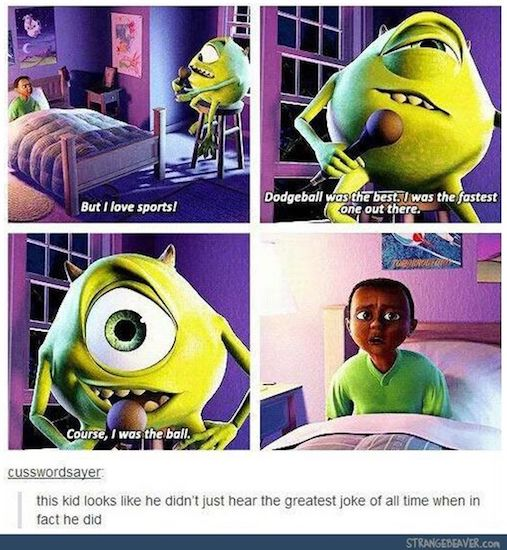 But I love sports!
Dodgeball was the best. I was the fastest
one out there.
Course, I was the ball.
cusswordsayer:
this kid looks like he didn't just hear the greatest joke of all time when in
fact he did
STRANGEBEAVER.COM